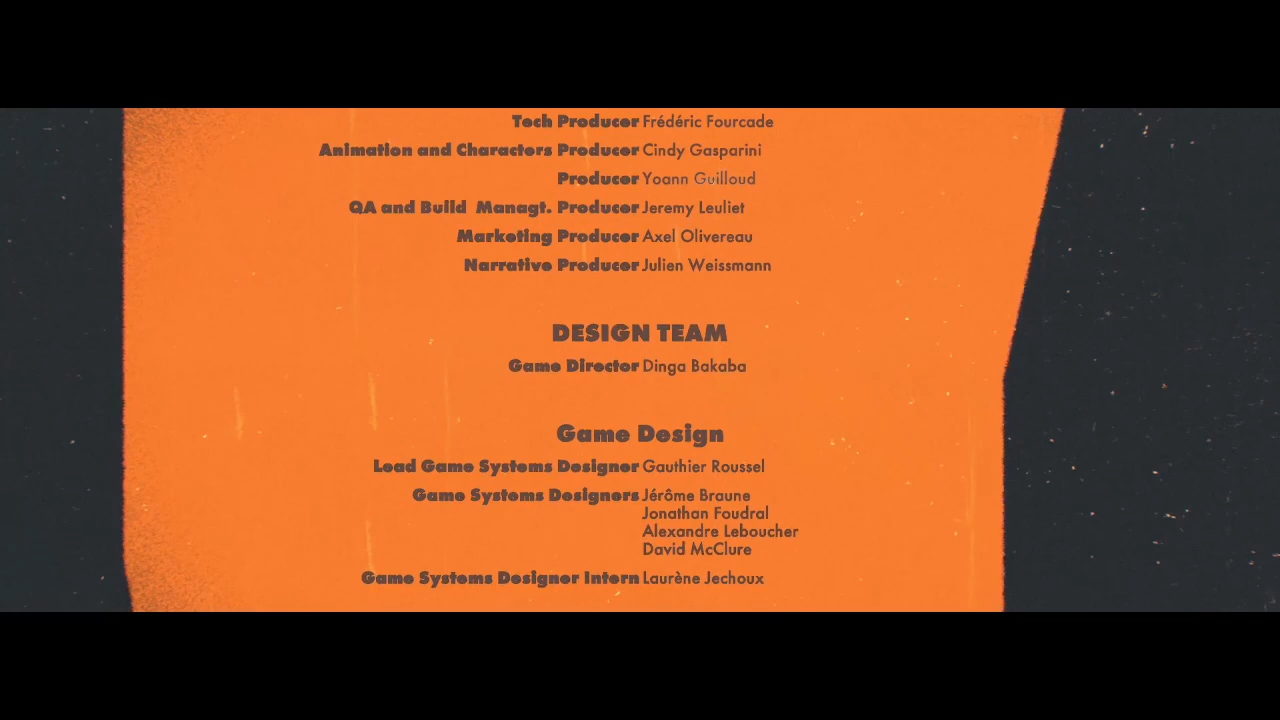 Tech Producer Frédéric Fourcade
Animation and Characters Producer Cindy Gasparini
Producer Yoann Guilloud
QA and Build Managt. Producer Jeremy Leuliet
Marketing Producer Axel Olivereau
Narrative Producer Julien Weissmann
DESIGN TEAM
Game Director Dinga Bakaba
Game Design
Lead Game Systems Designer Gauthier Roussel
Game Systems Designers Jérôme Braune
Jonathan Foudral
Alexandre Leboucher
David McClure
Game Systems Designer Intern Laurène Jechoux